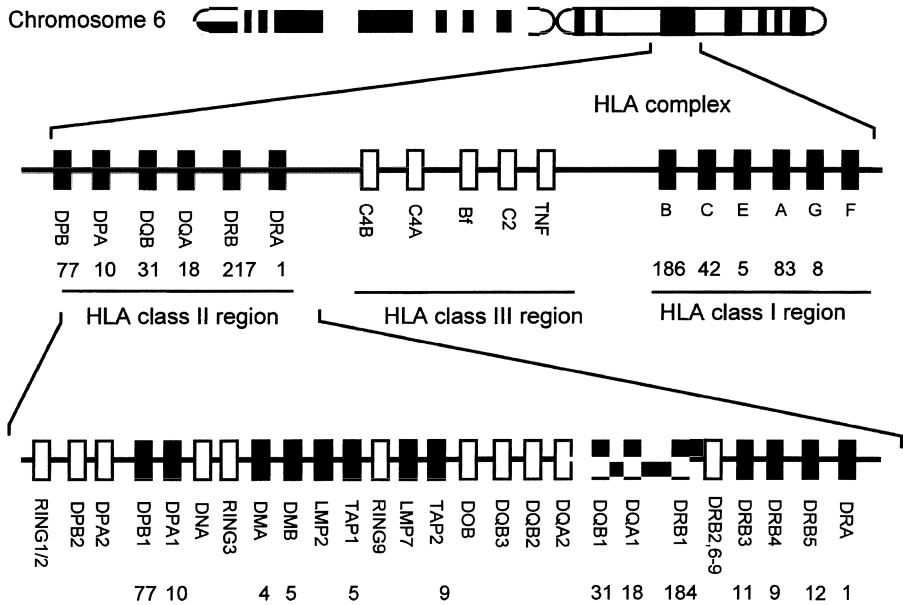 Chromosome 6
HLA complex
DPB DPA DQB DQA DRB DRA C4B C4A Bf C2 TNF B C E A G F
77 10 31 18 217 1 186 42 5 83 8
HLA class II region HLA class III region HLA class I region
RING1/2 DPB2 DPA2 DPB1 DPA1 DNA RING3 DMA DMB LMP2 TAP1 RING9 LMP7 TAP2 DOB DQB3 DQB2 DQA2 DQB1 DQA1 DRB1 DRB2,6-9 DRB3 DRB4 DRB5 DRA
77 10 4 5 5 9 31 18 184 11 9 12 1